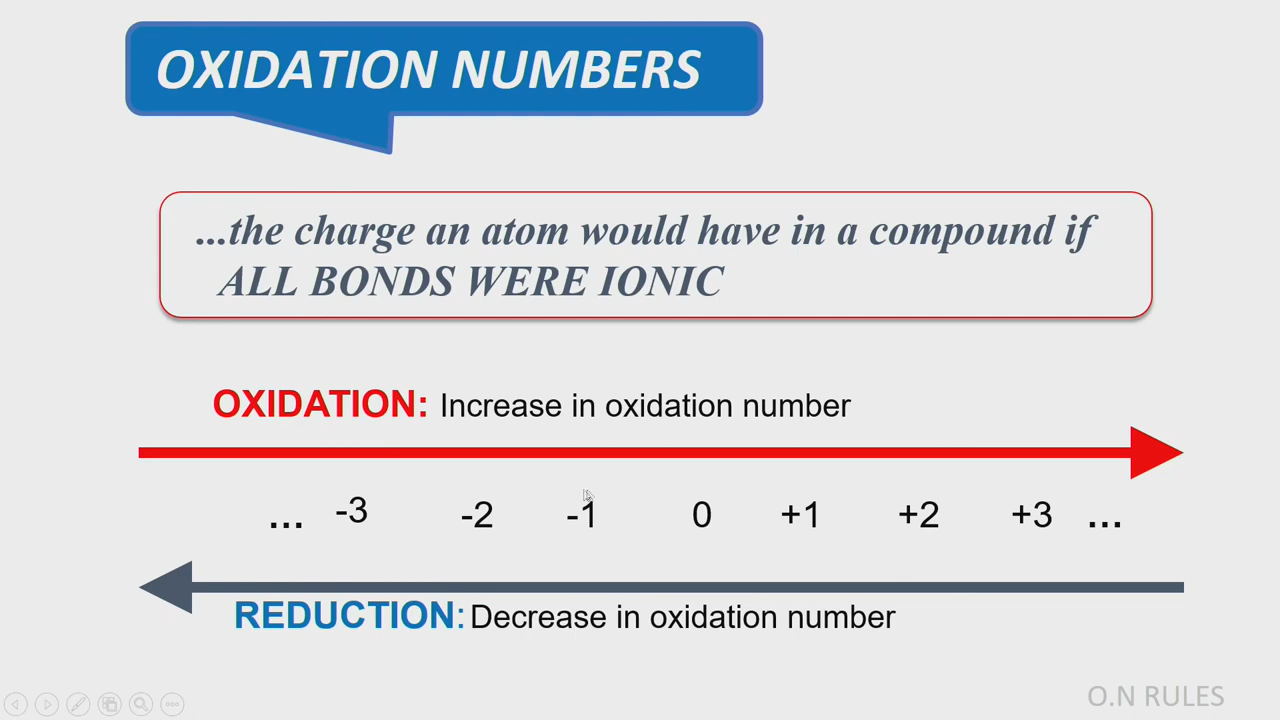 OXIDATION NUMBERS
...the charge an atom would have in a compound if
ALL BONDS WERE IONIC
OXIDATION: Increase in oxidation number
... -3 -2 -1 0 +1 +2 +3 ...
REDUCTION: Decrease in oxidation number
O.N RULES